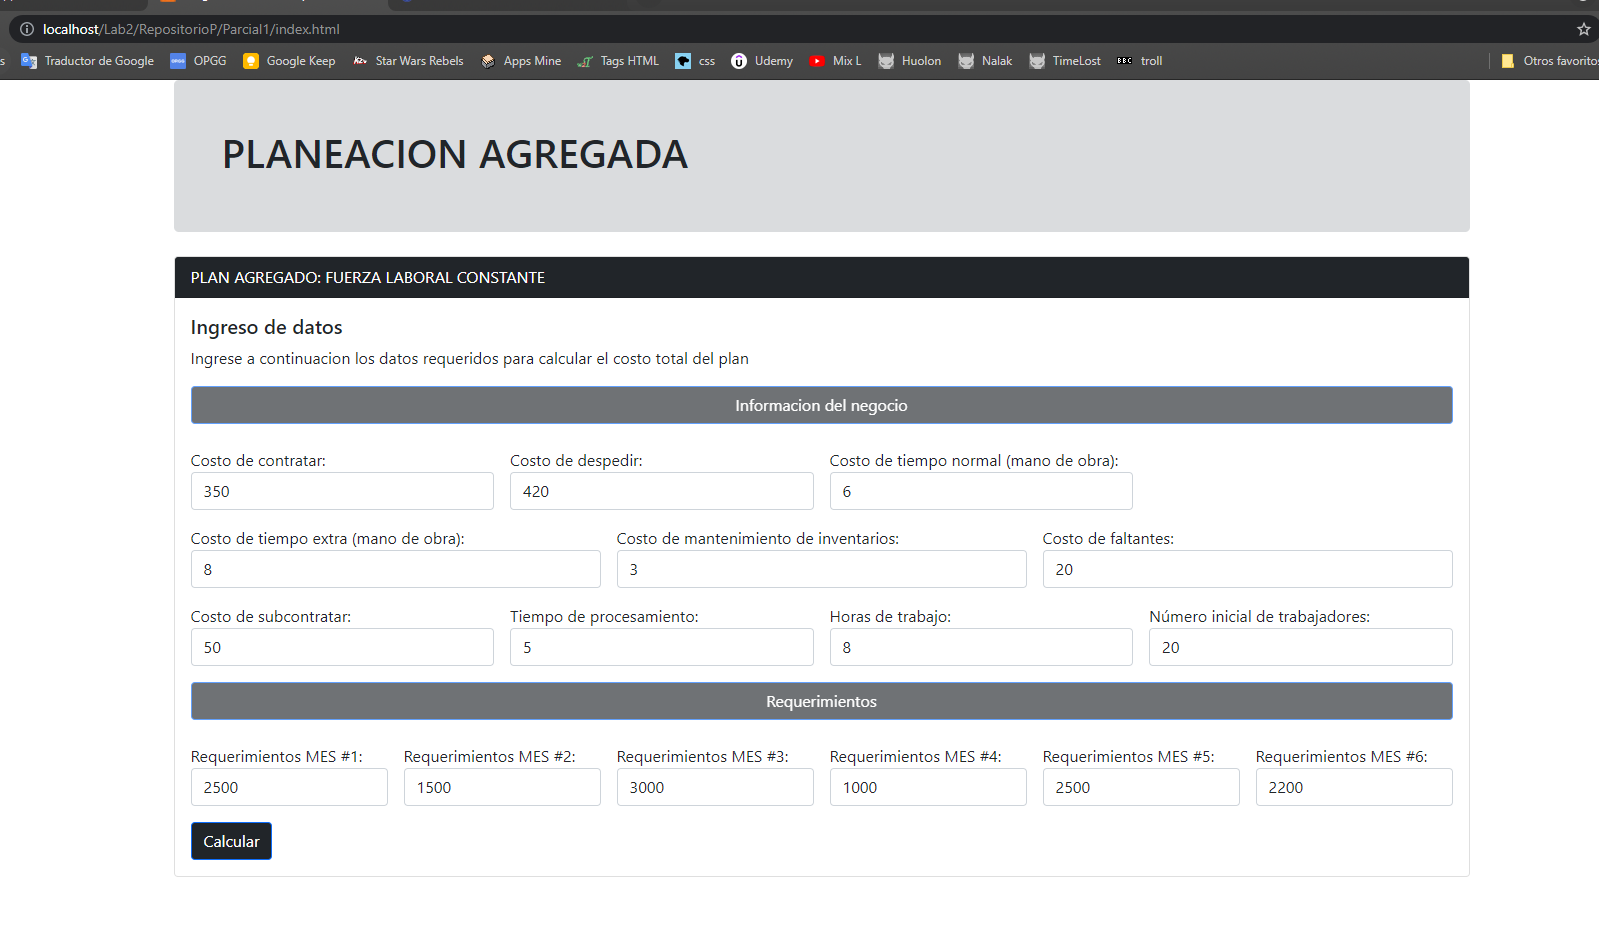 localhost/Lab2/RepositorioP/Parcial1/index.html
s Traductor de Google OPGG Google Keep Star Wars Rebels Apps Mine Tags HTML css Udemy Mix L Huolon Nalak TimeLost BBC troll Otros favoritos
PLANEACION AGREGADA
PLAN AGREGADO: FUERZA LABORAL CONSTANTE
Ingreso de datos
Ingrese a continuacion los datos requeridos para calcular el costo total del plan
Informacion del negocio
Costo de contratar: Costo de despedir: Costo de tiempo normal (mano de obra):
350 420 6
Costo de tiempo extra (mano de obra): Costo de mantenimiento de inventarios: Costo de faltantes:
8 3 20
Costo de subcontratar: Tiempo de procesamiento: Horas de trabajo: Número inicial de trabajadores:
50 5 8 20
Requerimientos
Requerimientos MES #1: Requerimientos MES #2: Requerimientos MES #3: Requerimientos MES #4: Requerimientos MES #5: Requerimientos MES #6:
2500 1500 3000 1000 2500 2200
Calcular